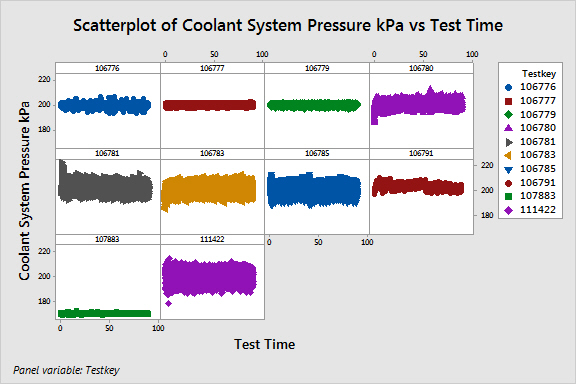 Scatterplot of Coolant System Pressure kPa vs Test Time
0 50 100 0 50 100
106776 106777 106779 106780
220
200
180
106781 106783 106785 106791
220
200
180
107883 111422
0 50 100
220
200
180
0 50 100 0 50 100
Coolant System Pressure kPa
Test Time
Testkey
106776
106777
106779
106780
106781
106783
106785
106791
107883
111422
Panel variable: Testkey